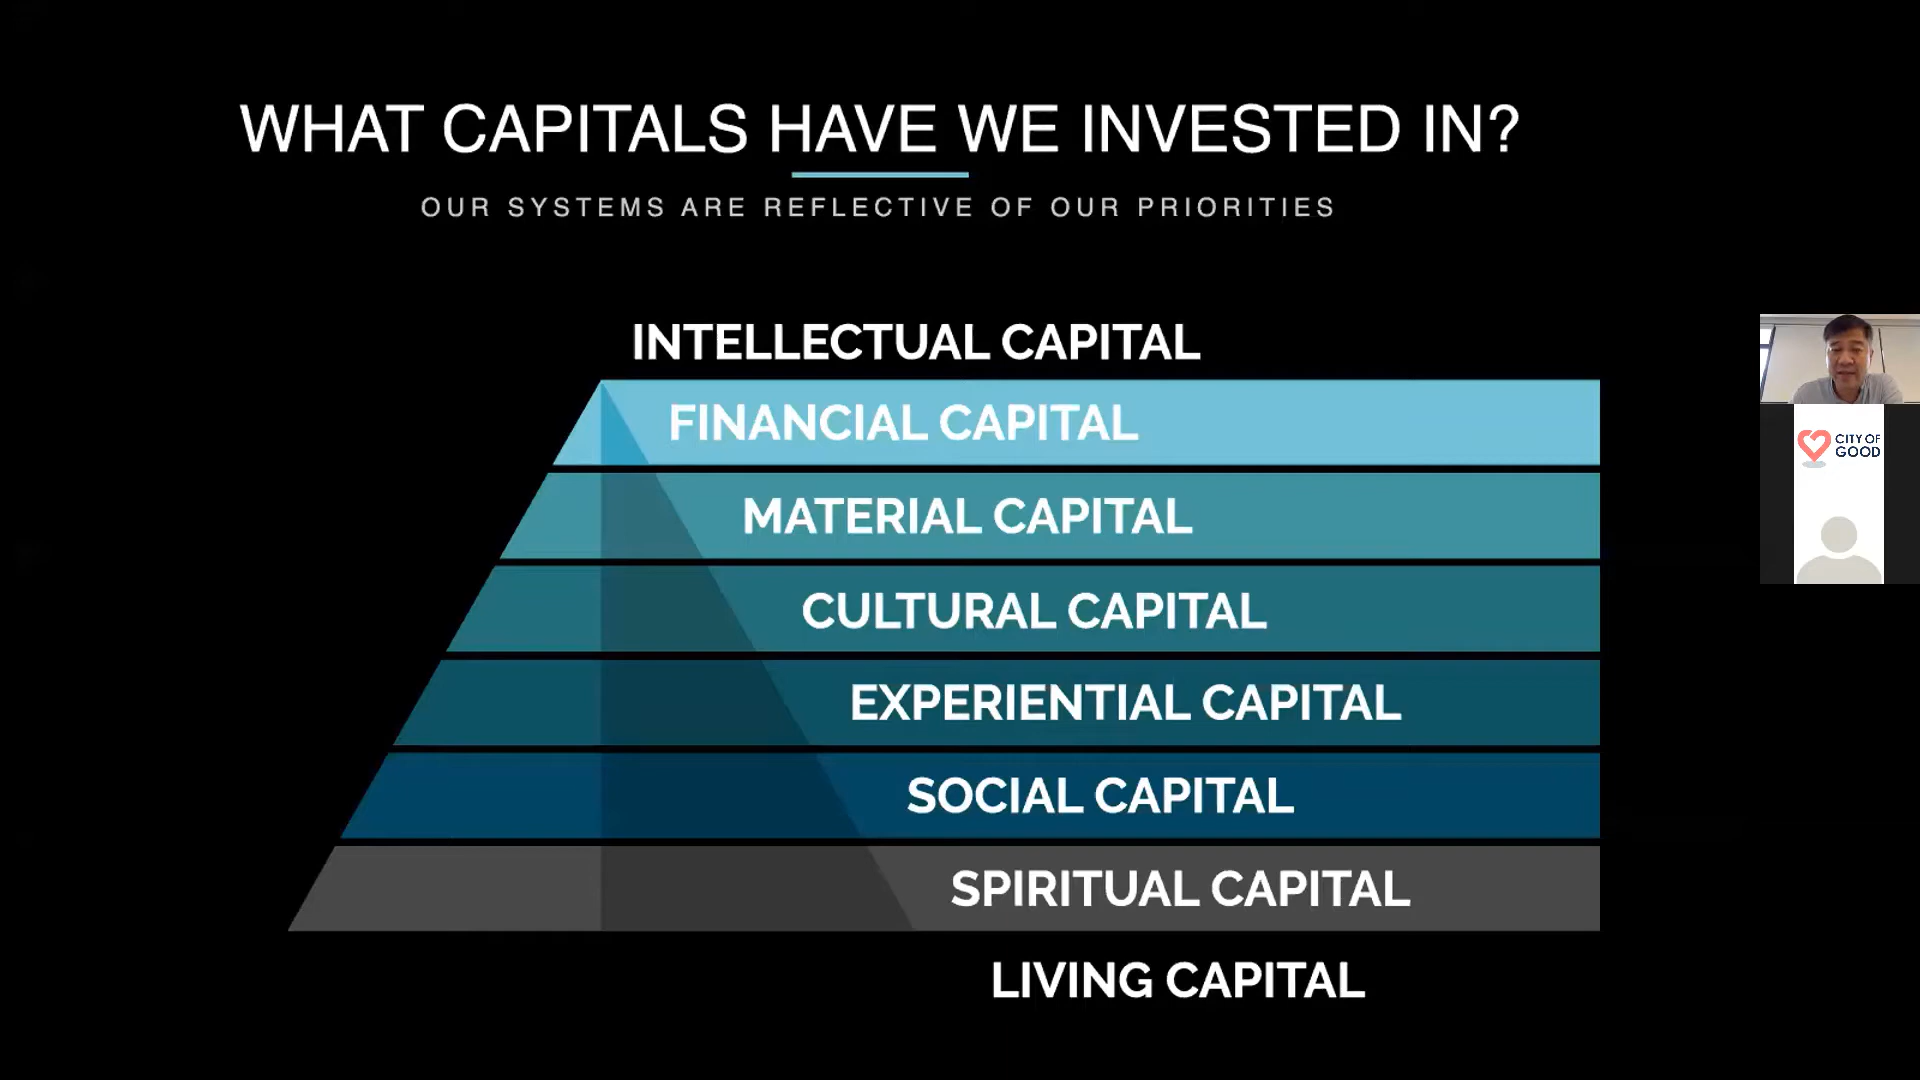 WHAT CAPITALS HAVE WE INVESTED IN?
OUR SYSTEMS ARE REFLECTIVE OF OUR PRIORITIES
INTELLECTUAL CAPITAL
FINANCIAL CAPITAL
MATERIAL CAPITAL
CULTURAL CAPITAL
EXPERIENTIAL CAPITAL
SOCIAL CAPITAL
SPIRITUAL CAPITAL
LIVING CAPITAL
CITY OF
GOOD